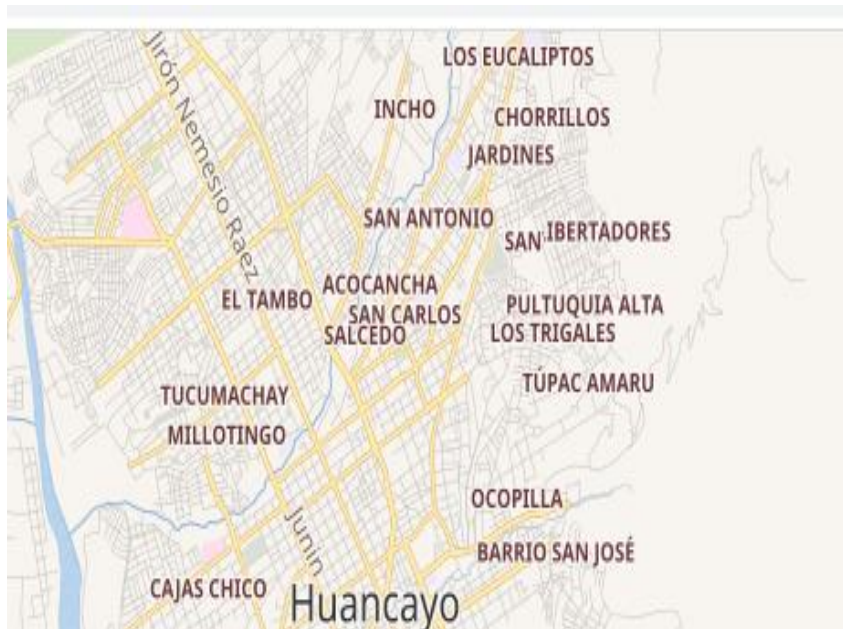 LOS EUCALIPTOS
INCHO
CHORRILLOS
Jirón Nemesio Raez
JARDINES
SAN ANTONIO
SAN
IBERTADORES
ACOCANCHA
EL TAMBO
SAN CARLOS
PULTUQUIA ALTA
SALCEDO
LOS TRIGALES
TÚPAC AMARU
TUCUMACHAY
MILLOTINGO
OCOPILLA
Junin
BARRIO SAN JOSÉ
CAJAS CHICO
Huancayo